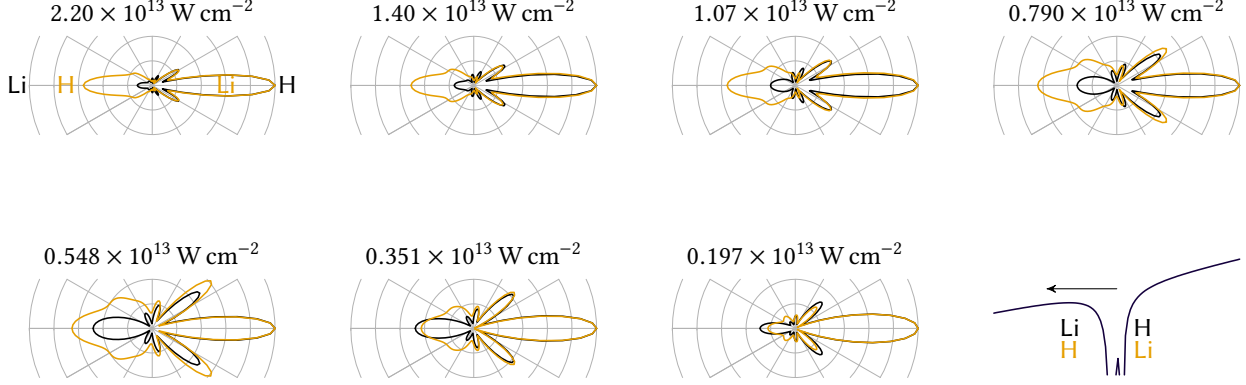 2.20 × 10¹³ W cm⁻² 1.40 × 10¹³ W cm⁻² 1.07 × 10¹³ W cm⁻² 0.790 × 10¹³ W cm⁻²
Li H Li H
0.548 × 10¹³ W cm⁻² 0.351 × 10¹³ W cm⁻² 0.197 × 10¹³ W cm⁻²
Li H
H Li